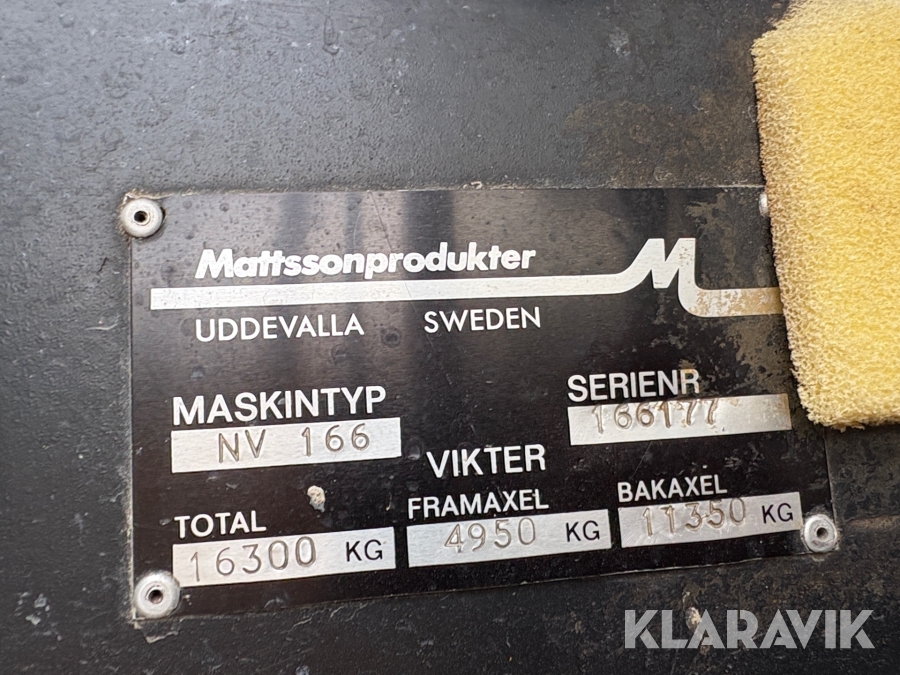 Mattssonprodukter M
UDDEVALLA SWEDEN
MASKINTYP SERIENR
NV 166 166177
VIKTER
TOTAL FRAMAXEL BAKAXEL
16300 KG 4950 KG 11350 KG
KLARAVIK